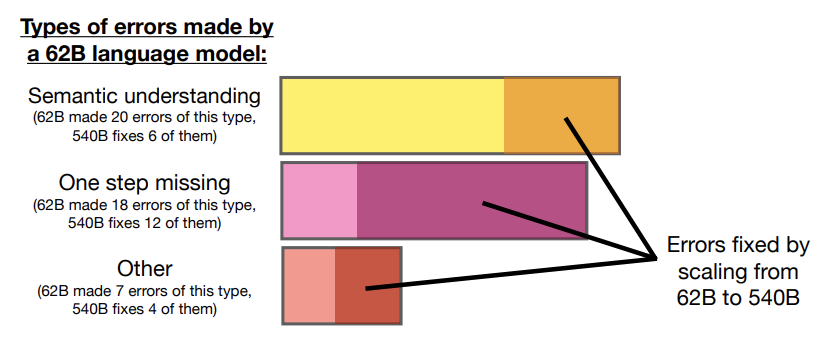 Types of errors made by
a 62B language model:
Semantic understanding
(62B made 20 errors of this type,
540B fixes 6 of them)
One step missing
(62B made 18 errors of this type,
540B fixes 12 of them)
Other
(62B made 7 errors of this type,
540B fixes 4 of them)
Errors fixed by
scaling from
62B to 540B